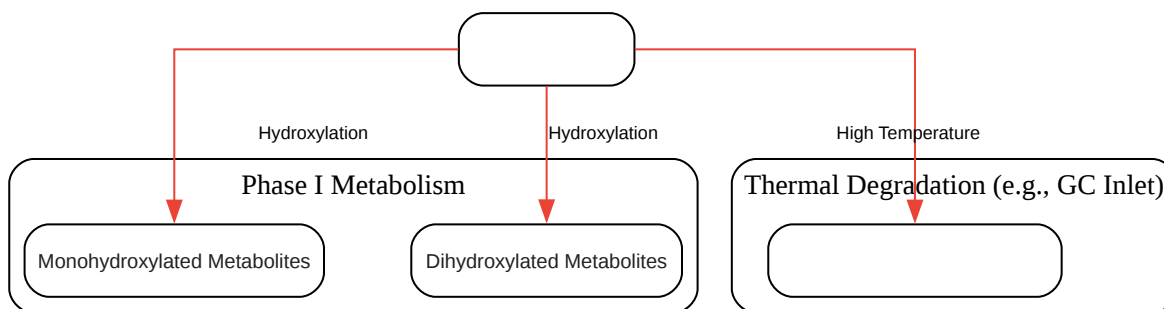 Hydroxylation
Hydroxylation
High Temperature
Phase I Metabolism
Thermal Degradation (e.g., GC Inlet)
Monohydroxylated Metabolites
Dihydroxylated Metabolites